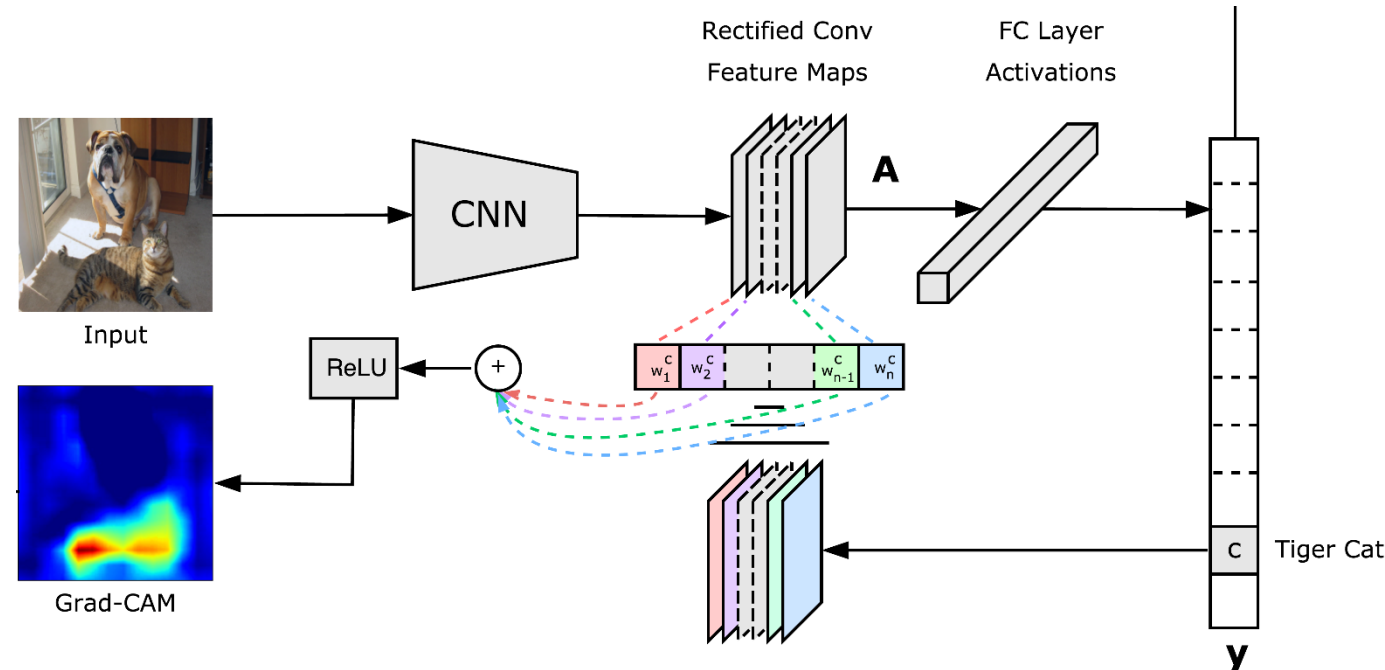 Rectified Conv
Feature Maps
FC Layer
Activations
A
CNN
Input
ReLU
+
w₁ᶜ
w₂ᶜ
wₙ₋₁ᶜ
wₙᶜ
c
Tiger Cat
Grad-CAM
y